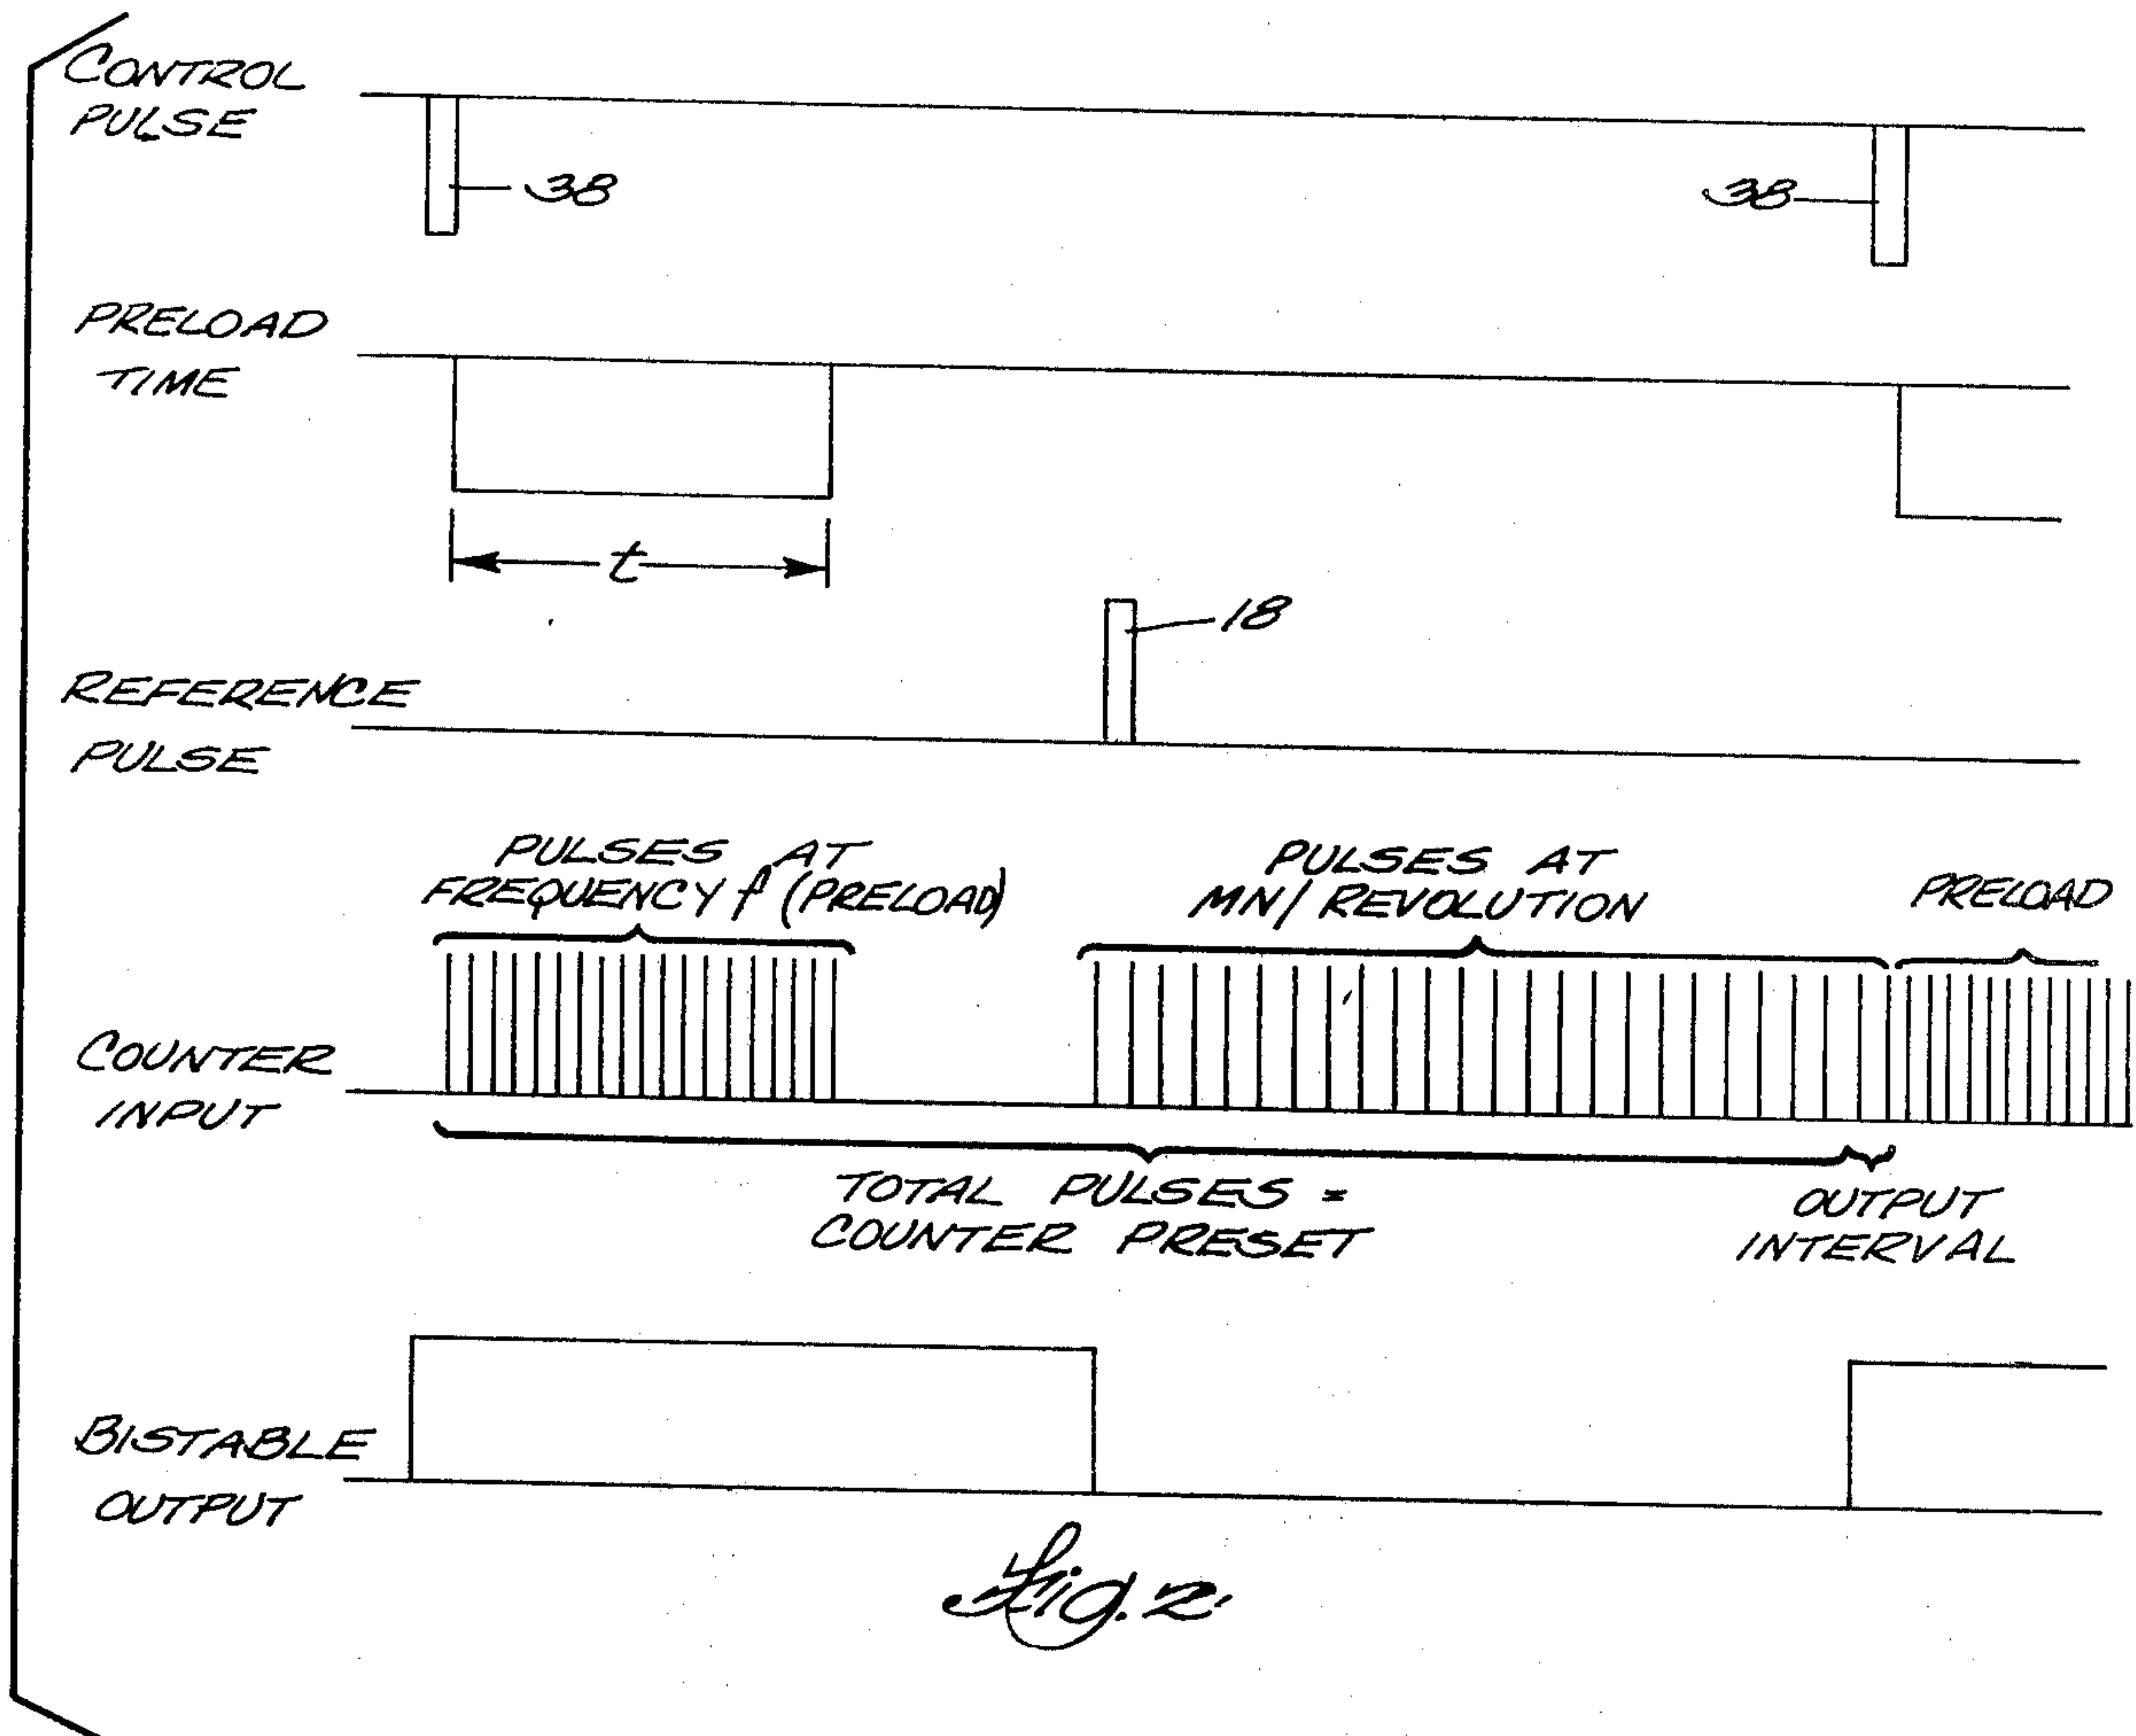 CONTROL
PULSE
38
38
PRELOAD
TIME
t
18
REFERENCE
PULSE
PULSES AT
FREQUENCY f (PRELOAD)
PULSES AT
MN/REVOLUTION
PRELOAD
COUNTER
INPUT
TOTAL PULSES =
COUNTER PRESET
OUTPUT
INTERVAL
BISTABLE
OUTPUT
Fig. 2.